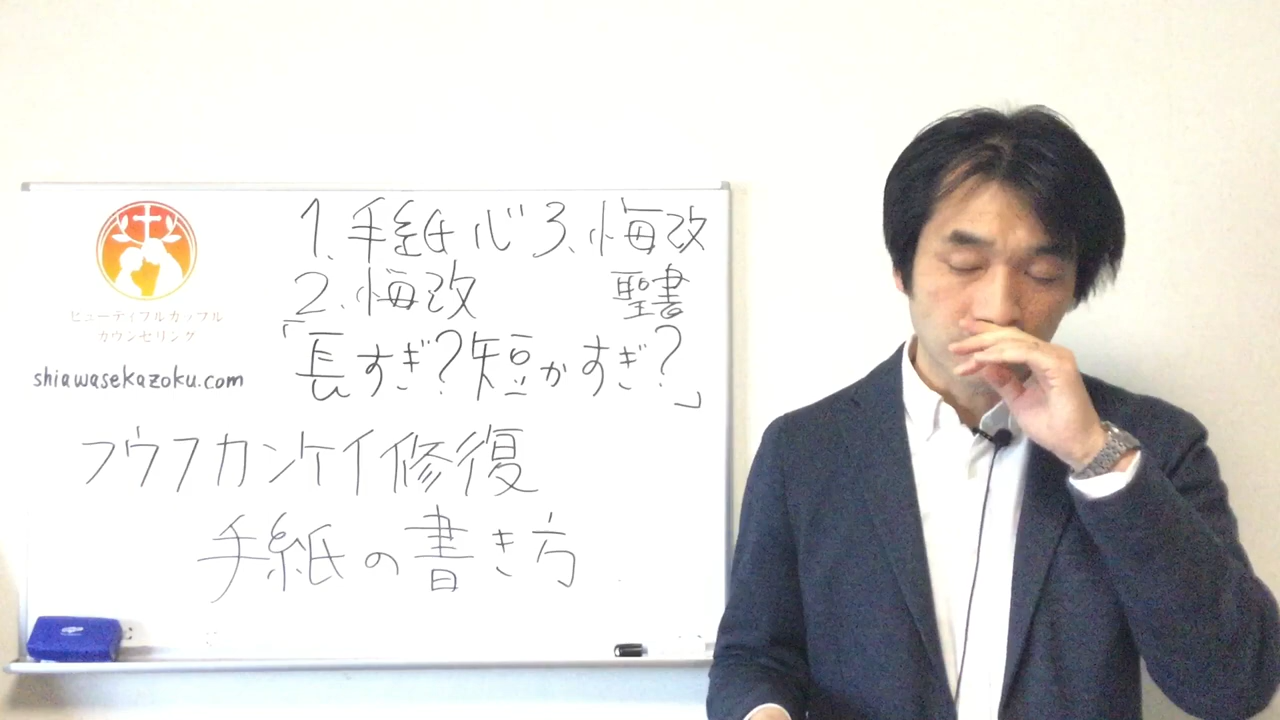 ビューティフルカップル
カウンセリング
shiawasekazoku.com
1. 手紙 心 3、悔改
2、悔改 聖書
「長すぎ?短かすぎ?」
フウフカンケイ修復
手紙の書き方